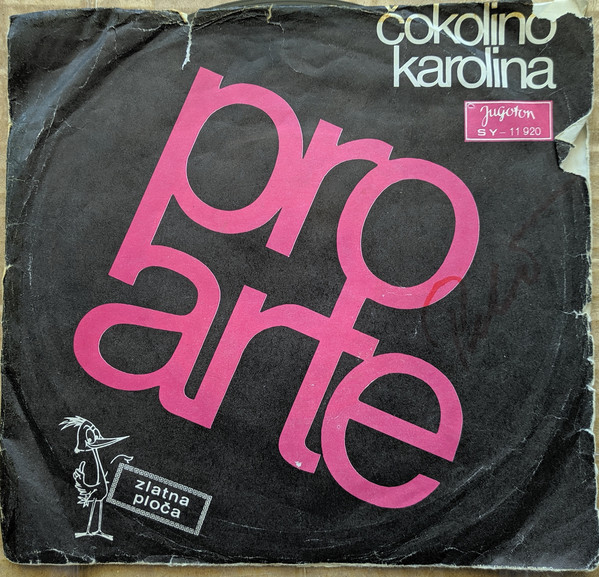 čokolino
karolina
Jugoton
SY-11920
pro
arte
zlatna
ploča